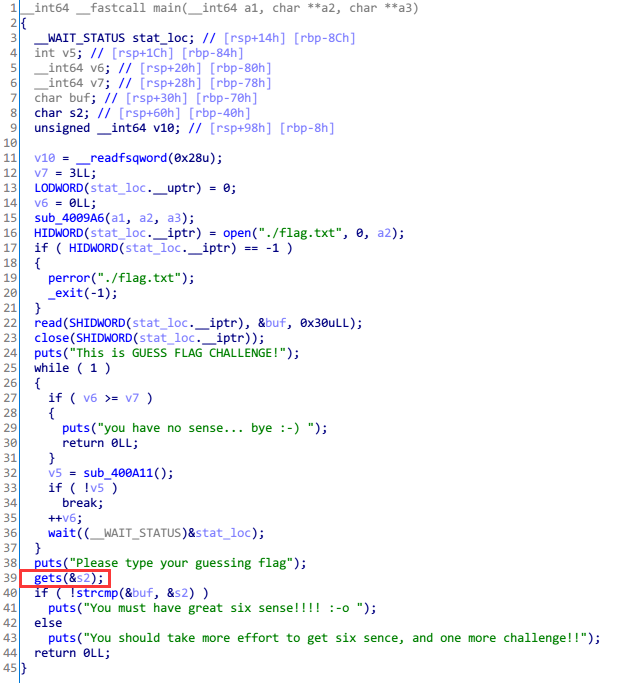 1 __int64 __fastcall main(__int64 a1, char **a2, char **a3)
2 {
3   __WAIT_STATUS stat_loc; // [rsp+14h] [rbp-8Ch]
4   int v5; // [rsp+1Ch] [rbp-84h]
5   __int64 v6; // [rsp+20h] [rbp-80h]
6   __int64 v7; // [rsp+28h] [rbp-78h]
7   char buf; // [rsp+30h] [rbp-70h]
8   char s2; // [rsp+60h] [rbp-40h]
9   unsigned __int64 v10; // [rsp+98h] [rbp-8h]
10
11   v10 = __readfsqword(0x28u);
12   v7 = 3LL;
13   LODWORD(stat_loc.__uptr) = 0;
14   v6 = 0LL;
15   sub_4009A6(a1, a2, a3);
16   HIDWORD(stat_loc.__iptr) = open("./flag.txt", 0, a2);
17   if ( HIDWORD(stat_loc.__iptr) == -1 )
18   {
19     perror("./flag.txt");
20     _exit(-1);
21   }
22   read(SHIDWORD(stat_loc.__iptr), &buf, 0x30uLL);
23   close(SHIDWORD(stat_loc.__iptr));
24   puts("This is GUESS FLAG CHALLENGE!");
25   while ( 1 )
26   {
27     if ( v6 >= v7 )
28     {
29       puts("you have no sense... bye :-) ");
30       return 0LL;
31     }
32     v5 = sub_400A11();
33     if ( !v5 )
34       break;
35     ++v6;
36     wait((__WAIT_STATUS)&stat_loc);
37   }
38   puts("Please type your guessing flag");
39   gets(&s2);
40   if ( !strcmp(&buf, &s2) )
41     puts("You must have great six sense!!!! :-o ");
42   else
43     puts("You should take more effort to get six sence, and one more challenge!!");
44   return 0LL;
45 }